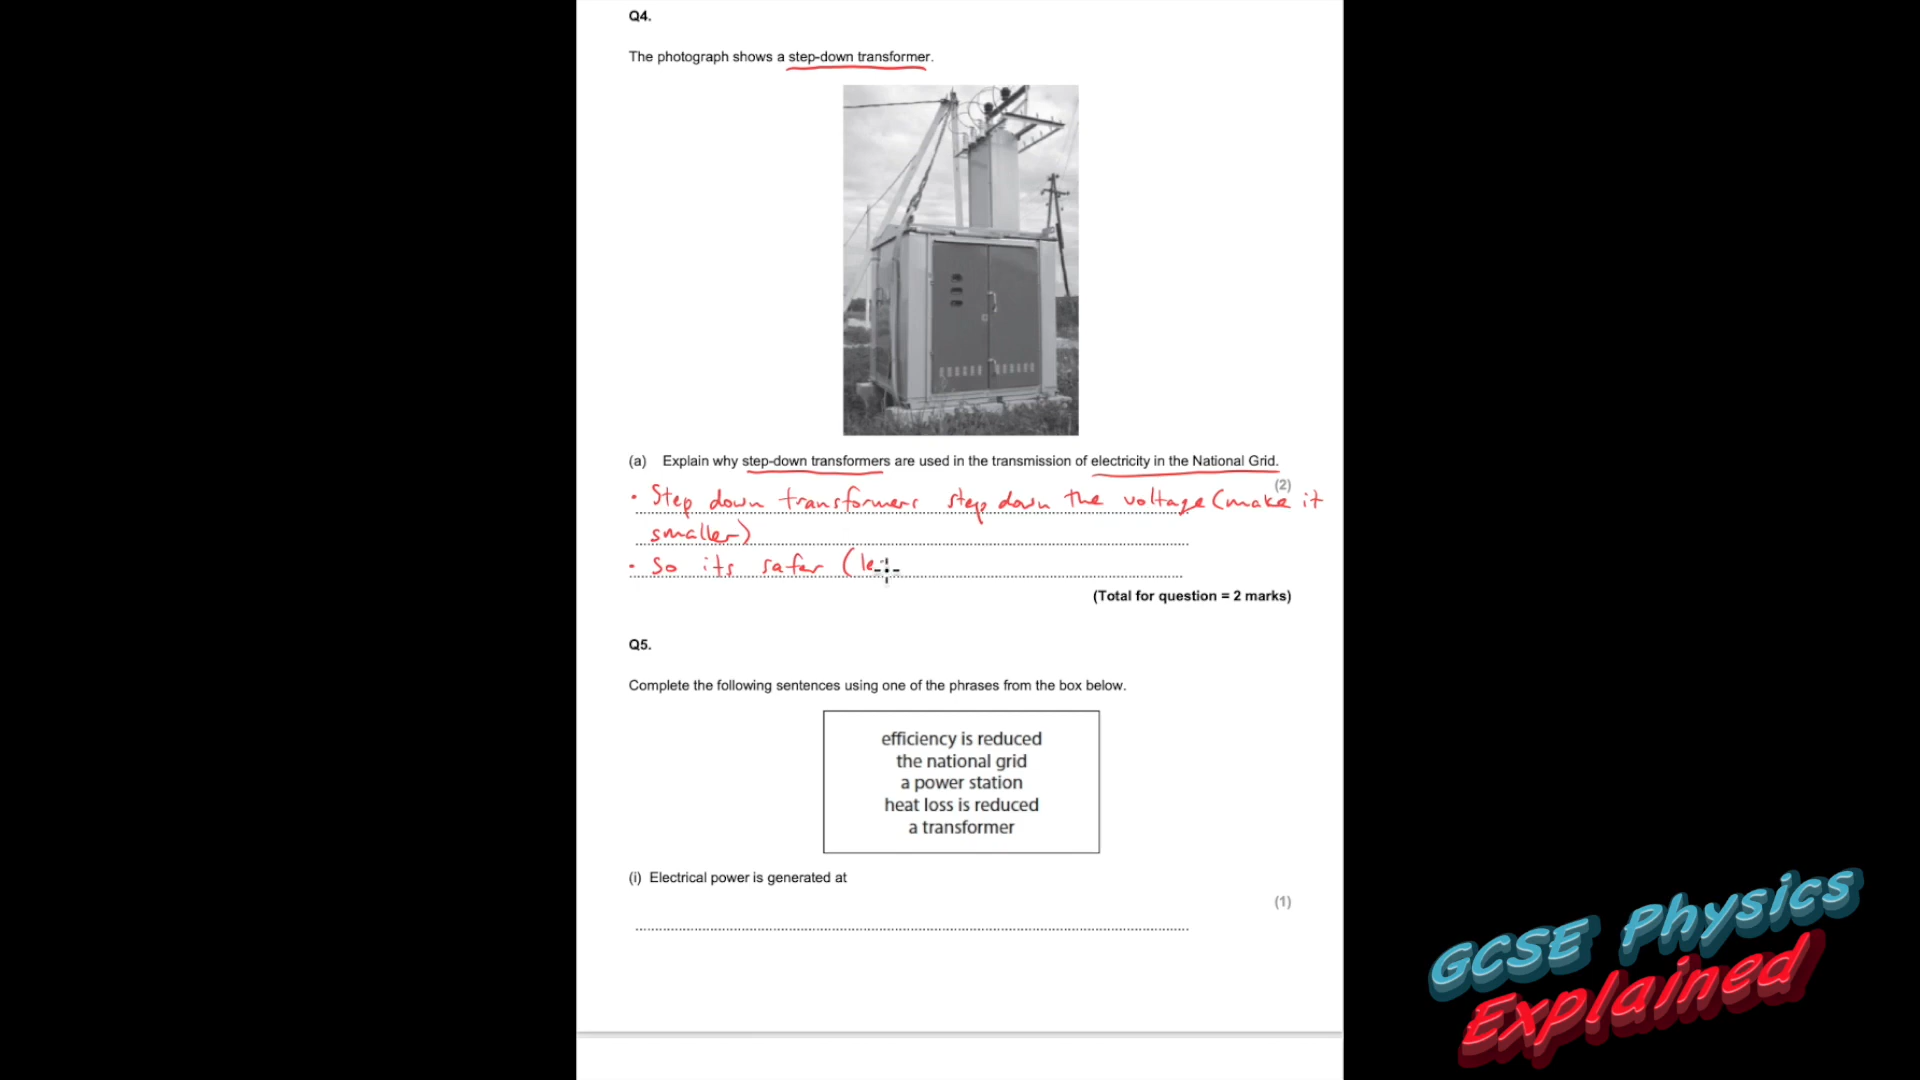 Q4.
The photograph shows a step-down transformer.
(a) Explain why step-down transformers are used in the transmission of electricity in the National Grid.
(2)
• Step down transformers step down the voltage (make it
smaller)
• So its safer (le
(Total for question = 2 marks)
Q5.
Complete the following sentences using one of the phrases from the box below.
efficiency is reduced
the national grid
a power station
heat loss is reduced
a transformer
(i) Electrical power is generated at
(1)
GCSE Physics
Explained